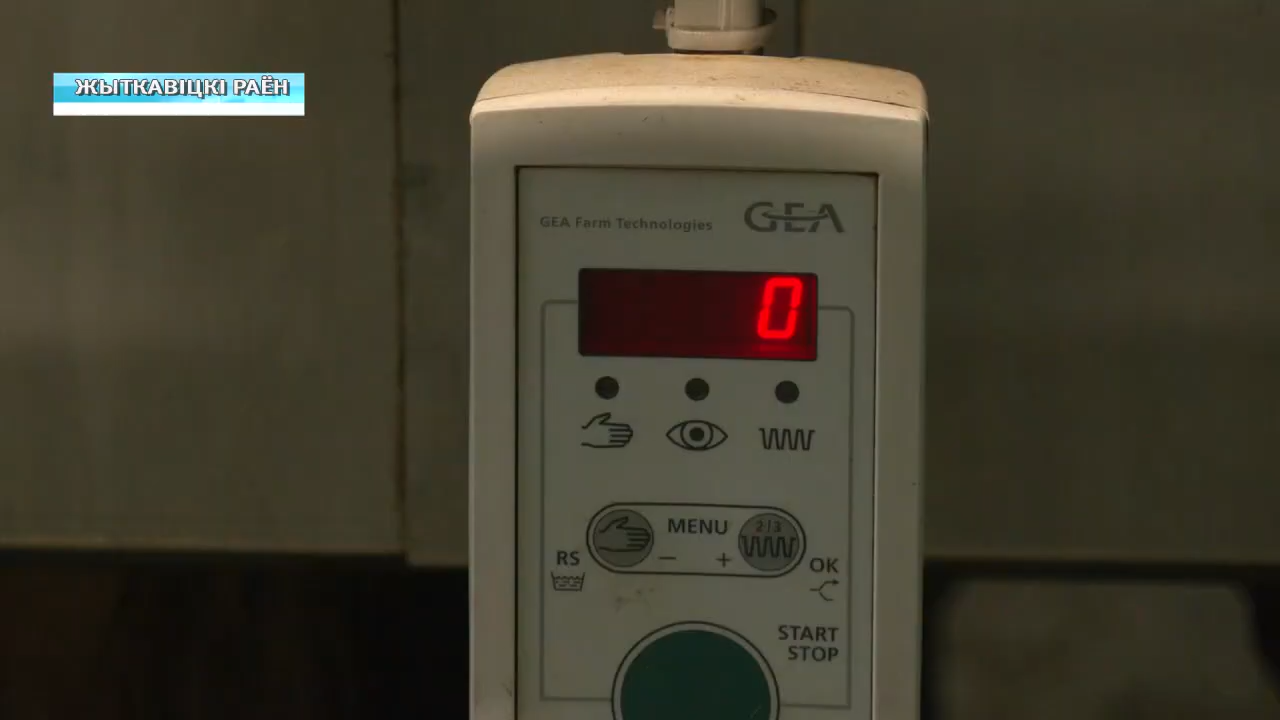 ЖЫТКАВІЦКІ РАЁН
GEA Farm Technologies
GEA
0
MENU
2/3
RS
− +
OK
START
STOP